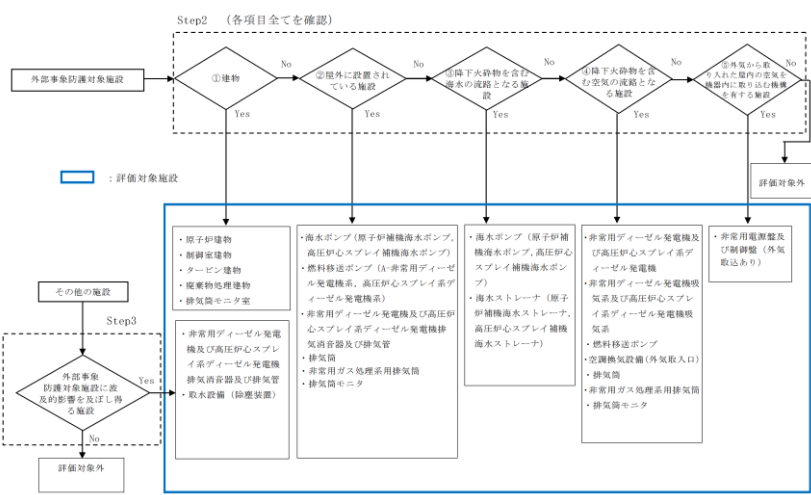 Step2 (各項目全てを確認)
外部事象防護対象施設
①建物
No
②屋外に設置され
ている施設
No
③降下火砕物を含む
海水の流路となる施
設
No
④降下火砕物を含
む空気の流路とな
る施設
No
⑤外気から取
り入れた屋内の空気を
機器内に取り込む機構
を有する施設
No
Yes
Yes
Yes
Yes
Yes
評価対象外
:評価対象施設
・原子炉建物
・制御室建物
・タービン建物
・廃棄物処理建物
・排気筒モニタ室
・海水ポンプ(原子炉補機海水ポンプ,
高圧炉心スプレイ補機海水ポンプ)
・燃料移送ポンプ(A-非常用ディーゼ
ル発電機系、高圧炉心スプレイ系ディ
ーゼル発電機系)
・非常用ディーゼル発電機及び高圧炉
心スプレイ系ディーゼル発電機排
気消音器及び排気管
・排気筒
・非常用ガス処理系用排気筒
・排気筒モニタ
・海水ポンプ(原子炉補
機海水ポンプ,高圧炉心
スプレイ補機海水ポン
プ)
・海水ストレーナ(原子
炉補機海水ストレーナ,
高圧炉心スプレイ補機
海水ストレーナ)
・非常用ディーゼル発電機及
び高圧炉心スプレイ系ディ
ーゼル発電機
・非常用ディーゼル発電機吸
気系及び高圧炉心スプレ
イ系ディーゼル発電機吸
気系
・燃料移送ポンプ
・空調換気設備(外気取入口)
・排気筒
・非常用ガス処理系用排気筒
・排気筒モニタ
・非常用電源盤及
び制御盤(外気
取込あり)
その他の施設
Step3
外部事象
防護対象施設に波
及的影響を及ぼし得
る施設
Yes
No
評価対象外
・非常用ディーゼル発電
機及び高圧炉心スプレ
イ系ディーゼル発電機
排気消音器及び排気管
・取水設備(除塵装置)